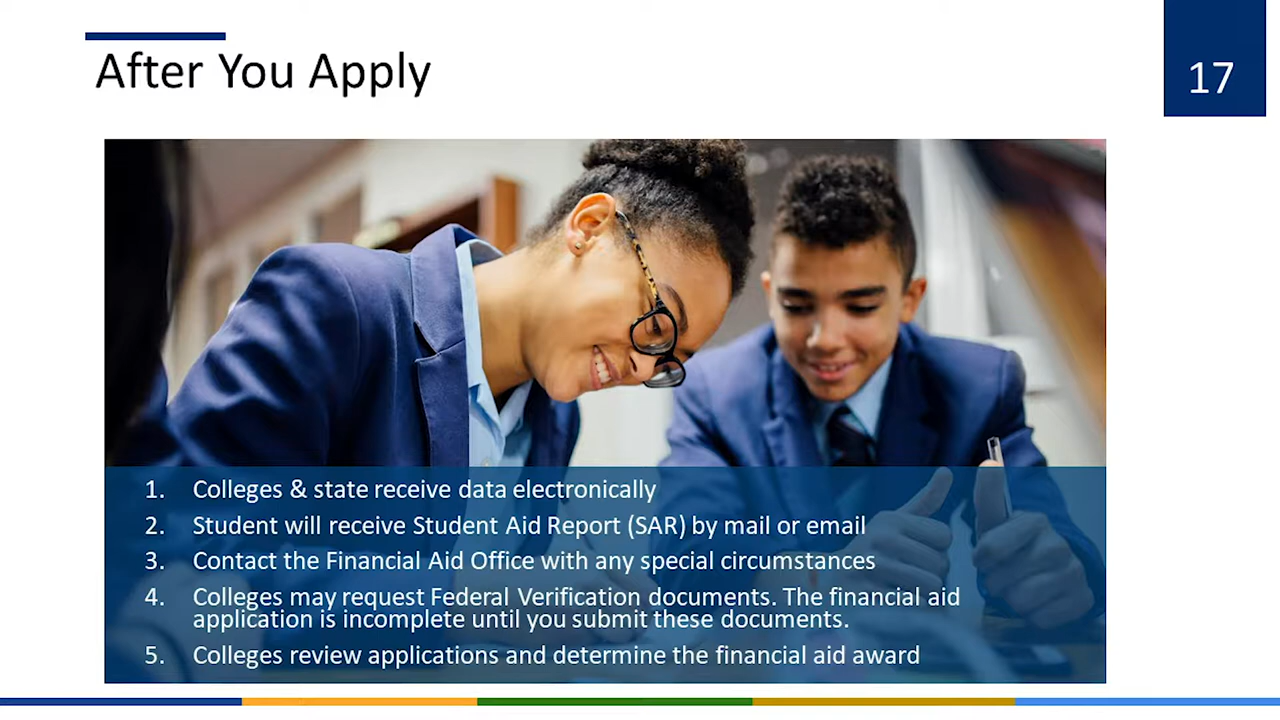 After You Apply
17
1. Colleges & state receive data electronically
2. Student will receive Student Aid Report (SAR) by mail or email
3. Contact the Financial Aid Office with any special circumstances
4. Colleges may request Federal Verification documents. The financial aid
application is incomplete until you submit these documents.
5. Colleges review applications and determine the financial aid award